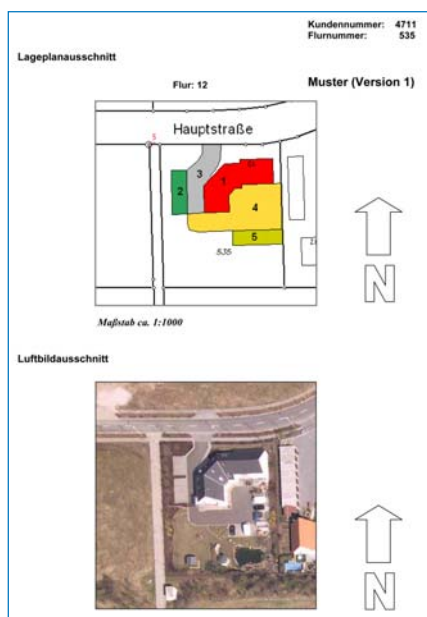 Kundennummer: 4711
Flurnummer: 535
Lageplanausschnitt
Flur: 12
Muster (Version 1)
5
Hauptstraße
3
1
2
4
5
535
Maßstab ca. 1:1000
N
Luftbildausschnitt
N